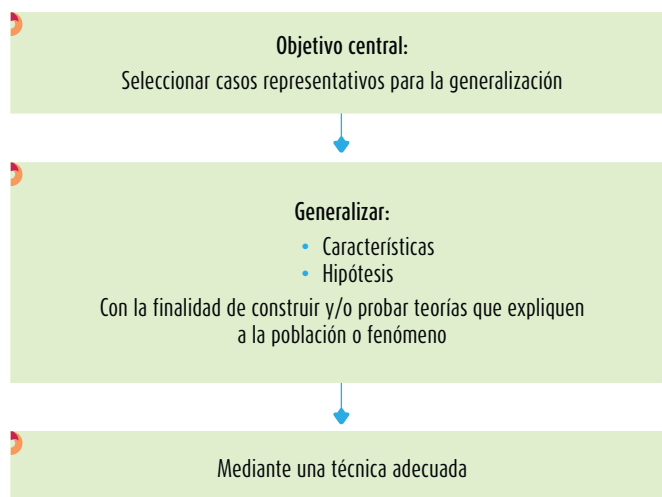 Objetivo central:
Seleccionar casos representativos para la generalización
Generalizar:
• Características
• Hipótesis
Con la finalidad de construir y/o probar teorías que expliquen
a la población o fenómeno
Mediante una técnica adecuada